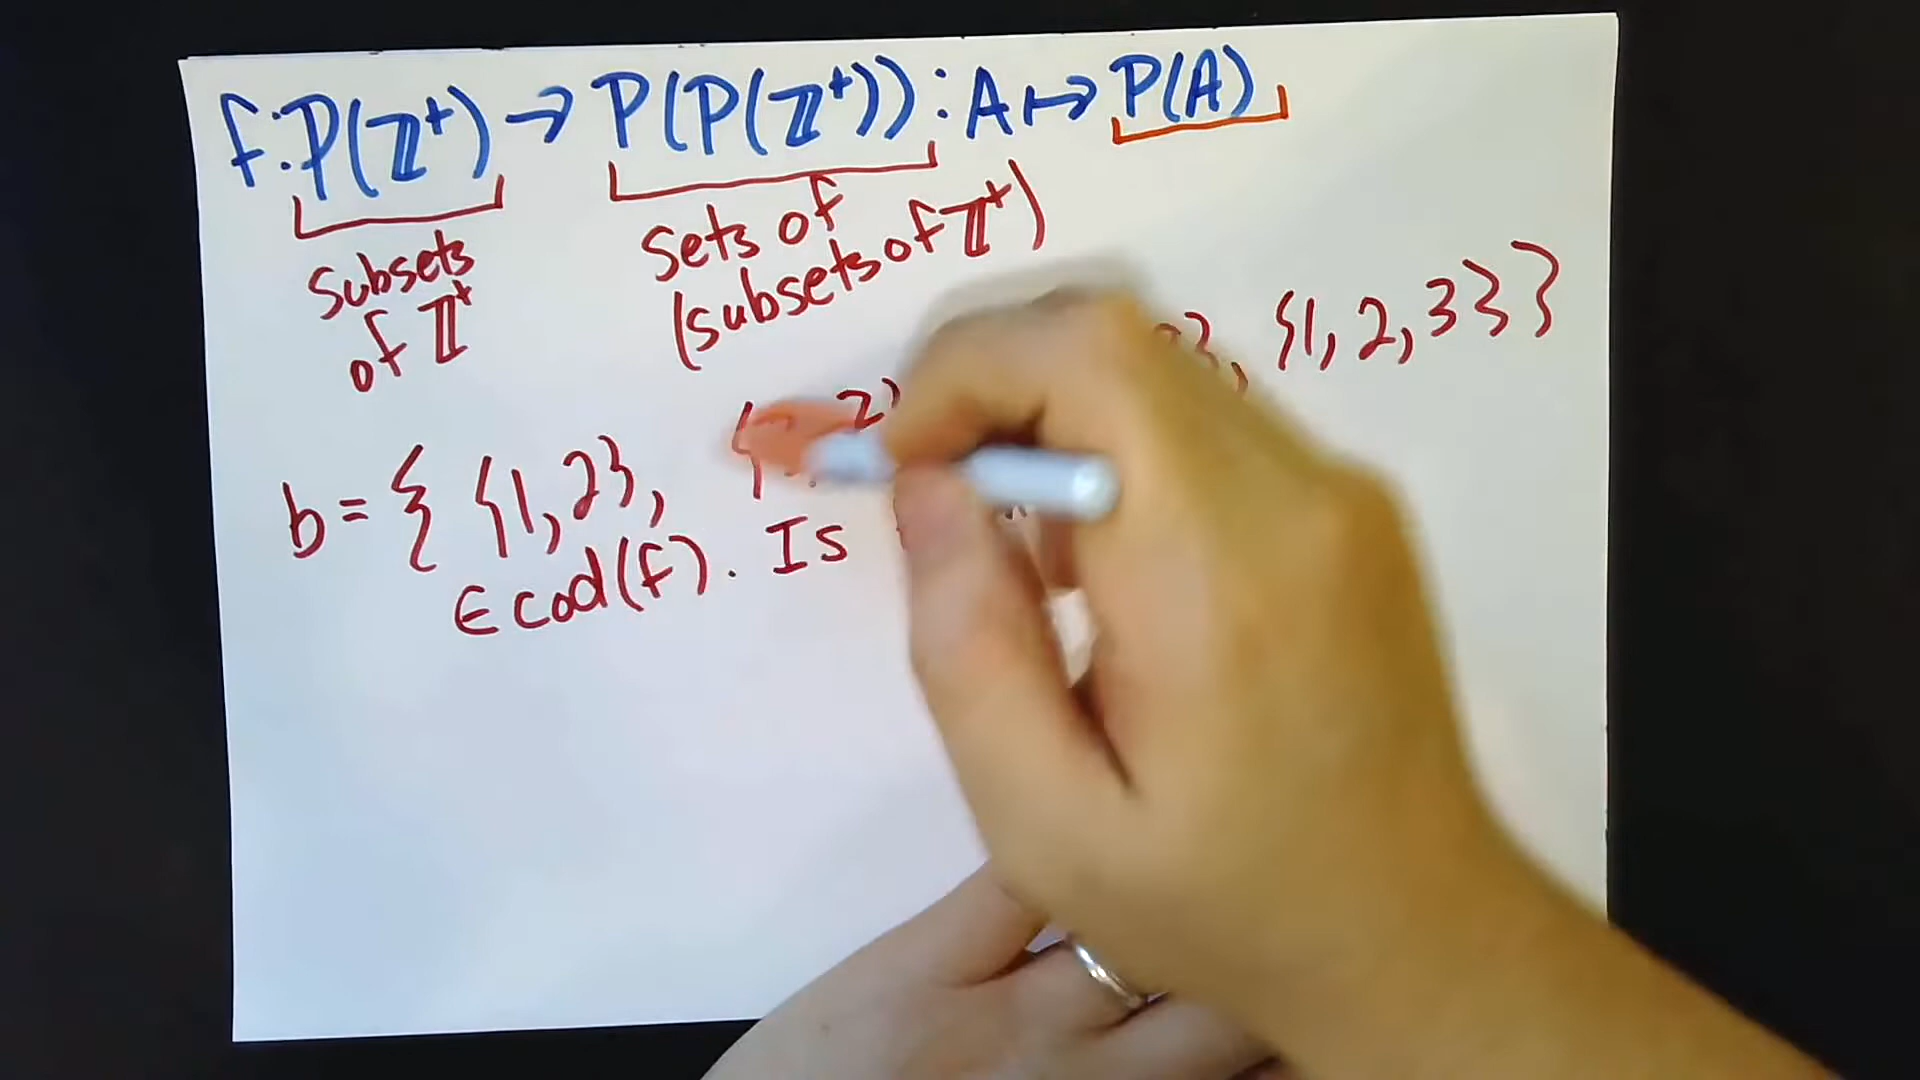 f: P(ℤ⁺) → P(P(ℤ⁺)) : A ↦ P(A)
Subsets
of ℤ⁺
Sets of
(subsets of ℤ⁺)
b = { {1, 2}, {1, 2, 3} }
∈ cod(f). Is